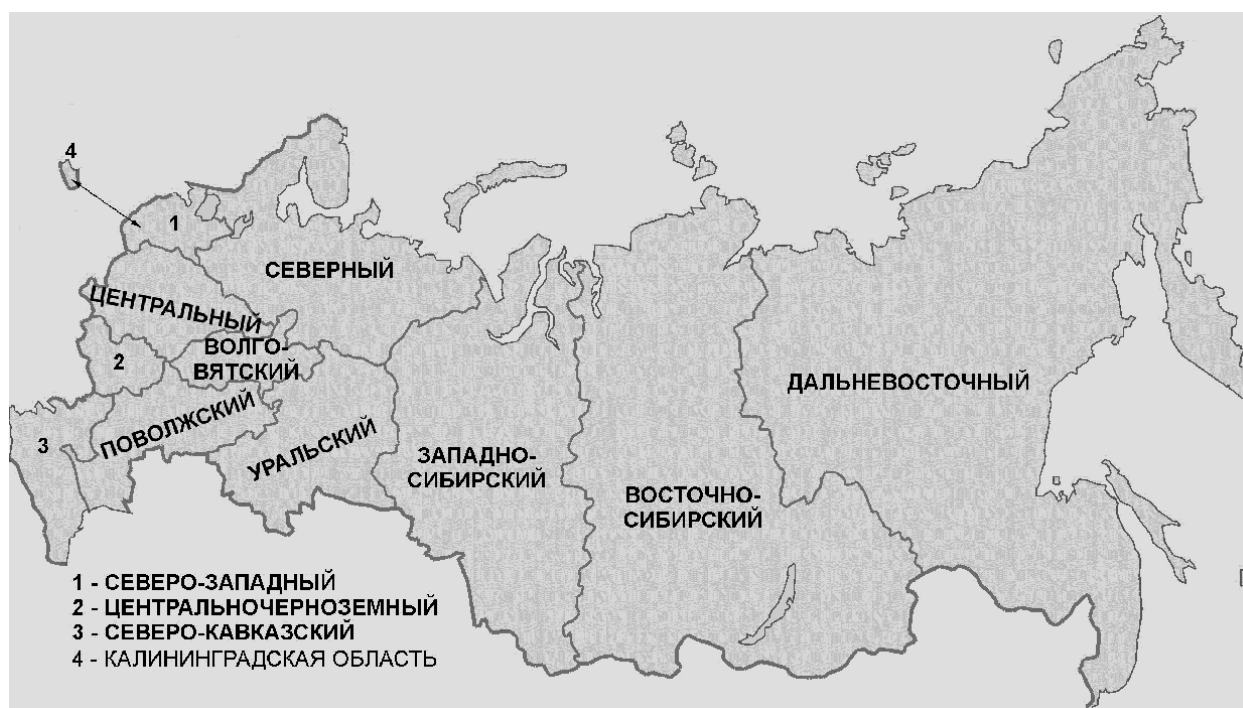 4
1
СЕВЕРНЫЙ
ЦЕНТРАЛЬНЫЙ
2
ВОЛГО-
ВЯТСКИЙ
ДАЛЬНЕВОСТОЧНЫЙ
3
ПОВОЛЖСКИЙ
УРАЛЬСКИЙ
ЗАПАДНО-
СИБИРСКИЙ
ВОСТОЧНО-
СИБИРСКИЙ
1 - СЕВЕРО-ЗАПАДНЫЙ
2 - ЦЕНТРАЛЬНОЧЕРНОЗЕМНЫЙ
3 - СЕВЕРО-КАВКАЗСКИЙ
4 - КАЛИНИНГРАДСКАЯ ОБЛАСТЬ